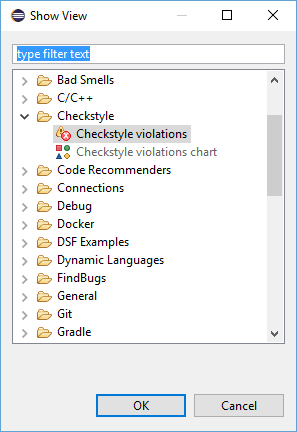 Show View
type filter text
Bad Smells
C/C++
Checkstyle
Checkstyle violations
Checkstyle violations chart
Code Recommenders
Connections
Debug
Docker
DSF Examples
Dynamic Languages
FindBugs
General
Git
Gradle
OK
Cancel